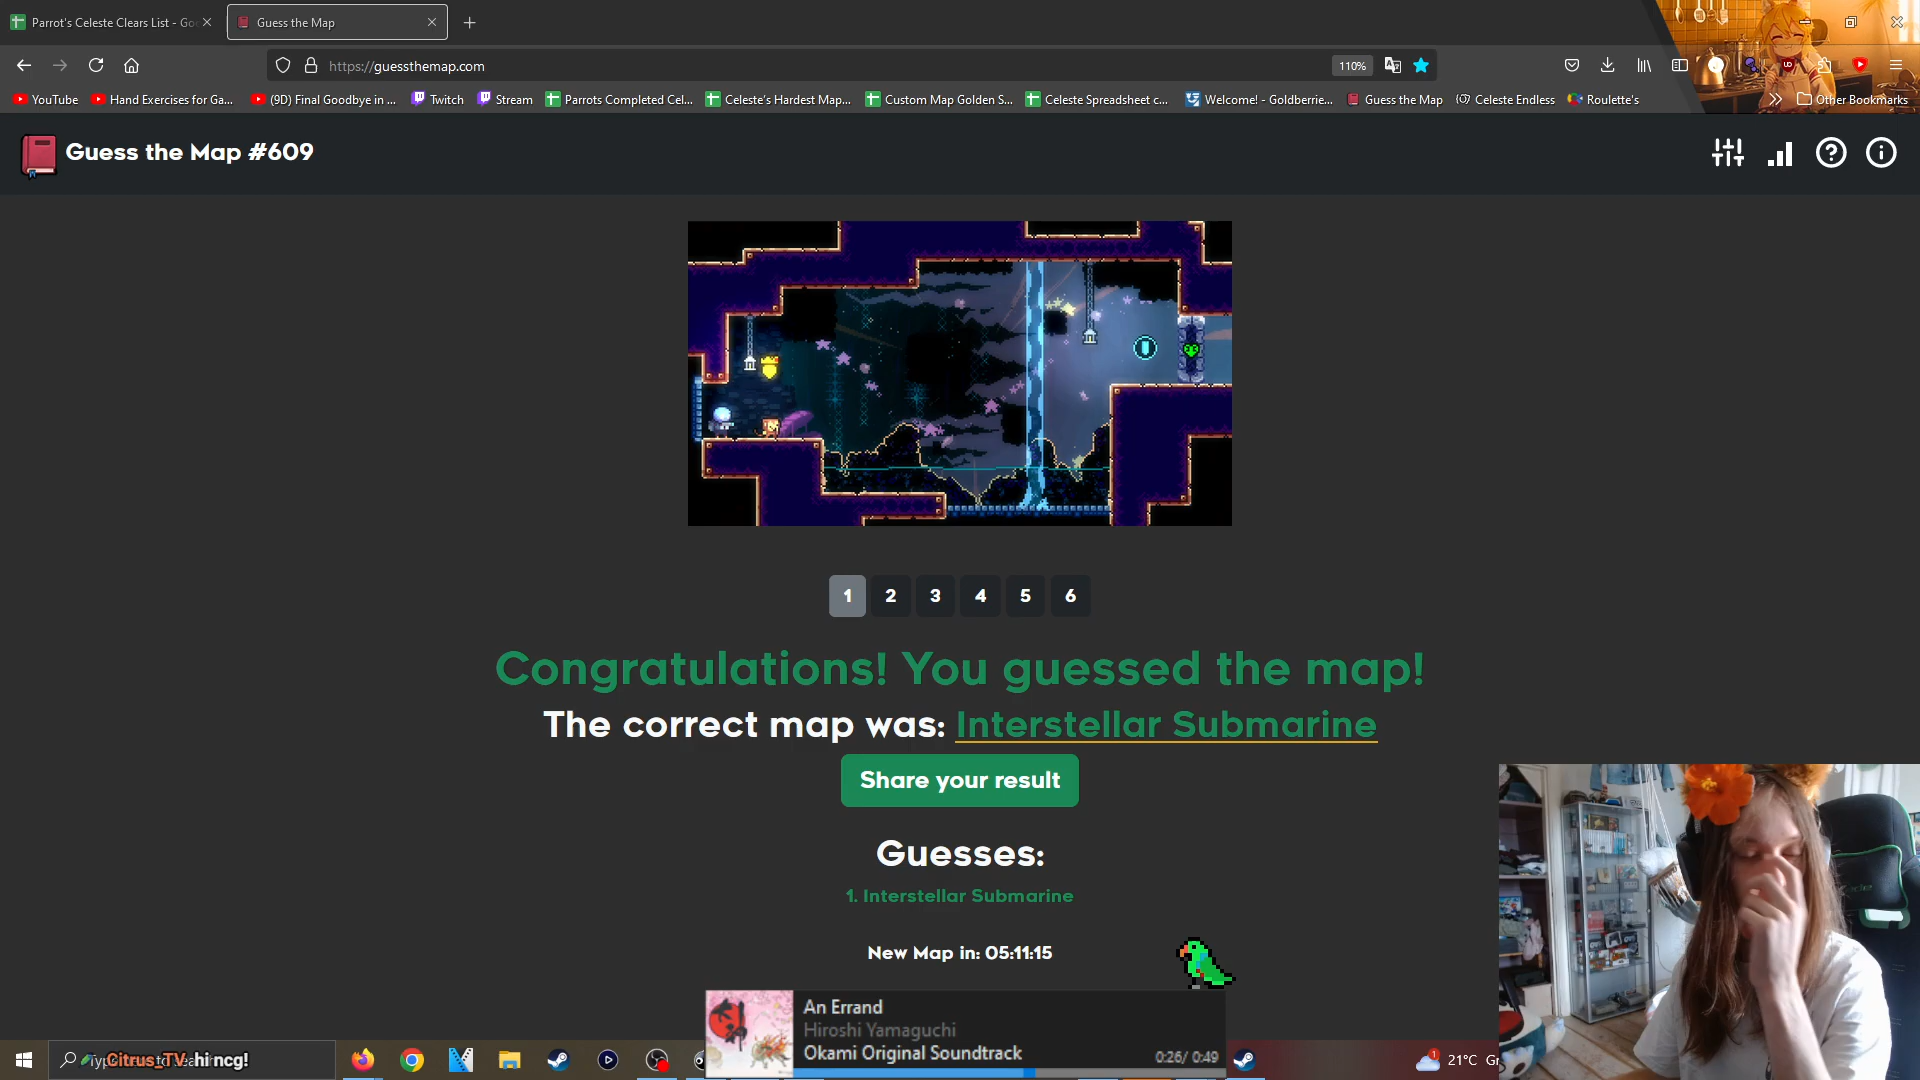 Parrot's Celeste Clears List - Go
Guess the Map
https://guessthemap.com
110%
YouTube
Hand Exercises for Ga...
(9D) Final Goodbye in ...
Twitch
Stream
Parrots Completed Cel...
Celeste's Hardest Map...
Custom Map Golden S...
Celeste Spreadsheet c...
Welcome! - Goldberrie...
Guess the Map
Celeste Endless
Roulette's
Other Bookmarks
Guess the Map #609
1 2 3 4 5 6
Congratulations! You guessed the map!
The correct map was: Interstellar Submarine
Share your result
Guesses:
1. Interstellar Submarine
New Map in: 05:11:15
An Errand
Hiroshi Yamaguchi
Okami Original Soundtrack
0:26/ 0:49
Citrus_TV: hi ncg!
21°C